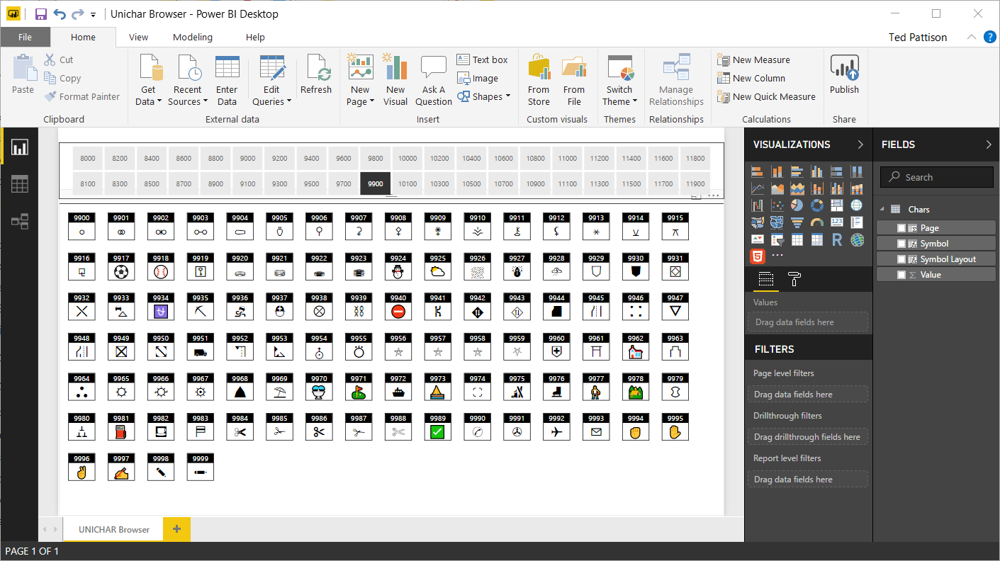 Unichar Browser - Power BI Desktop
File Home View Modeling Help Ted Pattison
Paste Cut Copy Format Painter
Clipboard
Get Data Recent Sources Enter Data Edit Queries Refresh
External data
New Page New Visual Ask A Question Text box Image Shapes
Insert
From Store From File
Custom visuals
Switch Theme
Themes
Manage Relationships
Relationships
New Measure
New Column
New Quick Measure
Calculations
Publish
Share
8000 8200 8400 8600 8800 9000 9200 9400 9600 9800 10000 10200 10400 10600 10800 11000 11200 11400 11600 11800
8100 8300 8500 8700 8900 9100 9300 9500 9700 9900 10100 10300 10500 10700 10900 11100 11300 11500 11700 11900
9900 9901 9902 9903 9904 9905 9906 9907 9908 9909 9910 9911 9912 9913 9914 9915
9916 9917 9918 9919 9920 9921 9922 9923 9924 9925 9926 9927 9928 9929 9930 9931
9932 9933 9934 9935 9936 9937 9938 9939 9940 9941 9942 9943 9944 9945 9946 9947
9948 9949 9950 9951 9952 9953 9954 9955 9956 9957 9958 9959 9960 9961 9962 9963
9964 9965 9966 9967 9968 9969 9970 9971 9972 9973 9974 9975 9976 9977 9978 9979
9980 9981 9982 9983 9984 9985 9986 9987 9988 9989 9990 9991 9992 9993 9994 9995
9996 9997 9998 9999
VISUALIZATIONS
123
R
5
Values
Drag data fields here
FILTERS
Page level filters
Drag data fields here
Drillthrough filters
Drag drillthrough fields here
Report level filters
Drag data fields here
FIELDS
Search
Chars
Page
Symbol
Symbol Layout
Σ Value
UNICHAR Browser
PAGE 1 OF 1